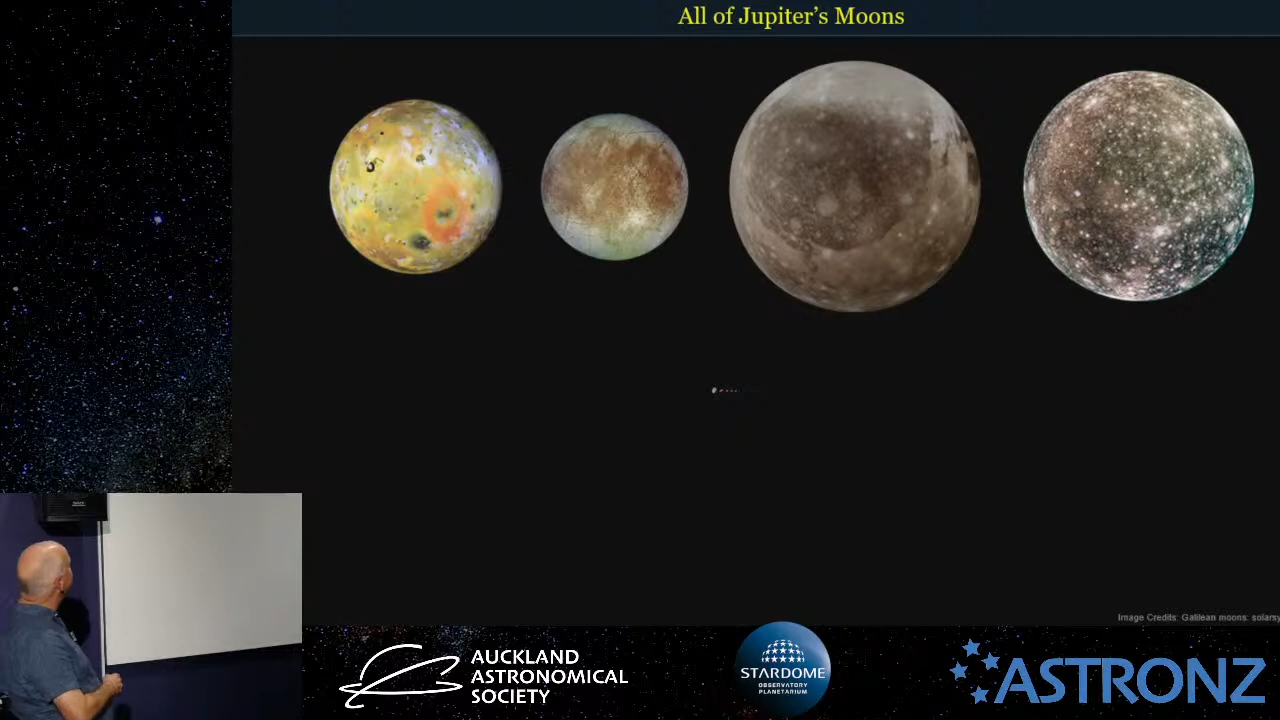 All of Jupiter's Moons
Image Credits: Galilean moons: solarsy
AUCKLAND
ASTRONOMICAL
SOCIETY
STARDOME
OBSERVATORY
PLANETARIUM
ASTRONZ